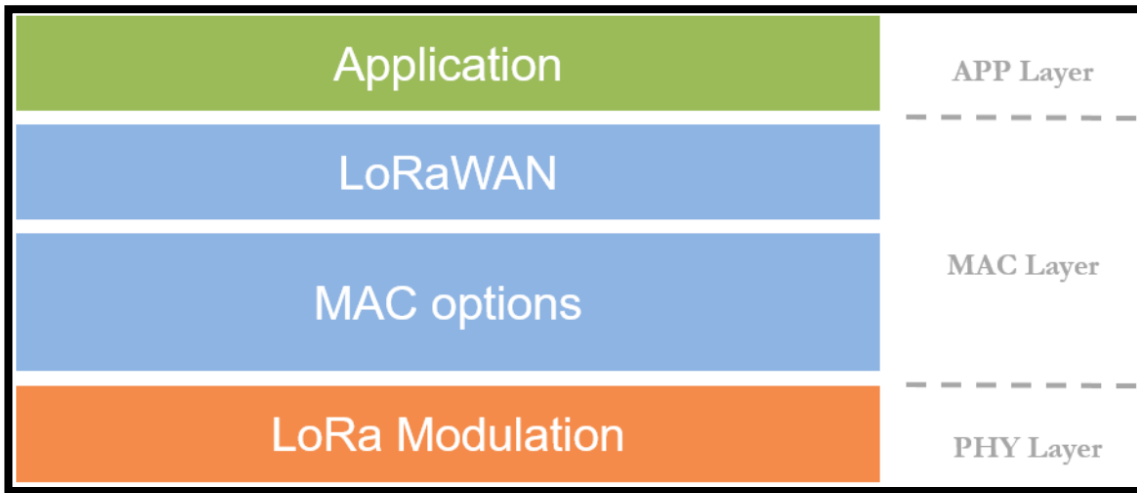 Application
APP Layer
LoRaWAN
MAC options
MAC Layer
LoRa Modulation
PHY Layer